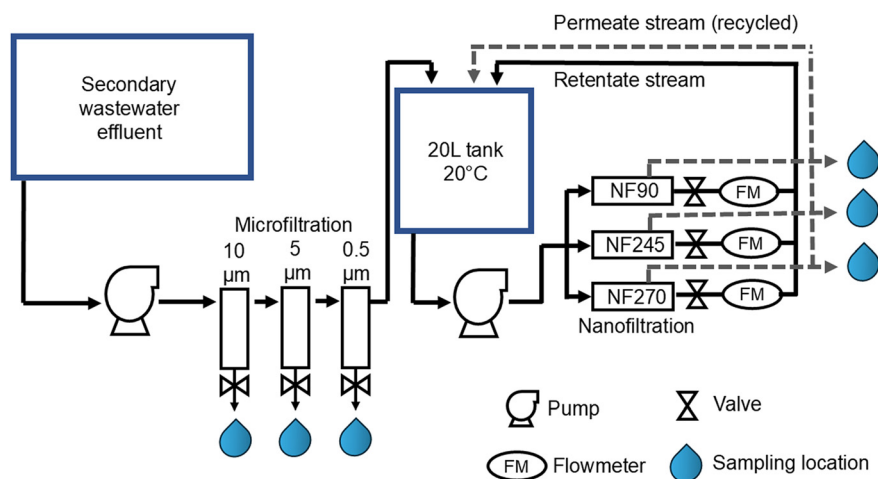 Permeate stream (recycled)
Retentate stream
Secondary
wastewater
effluent
20L tank
20°C
NF90
FM
NF245
FM
NF270
FM
Nanofiltration
Microfiltration
10
µm
5
µm
0.5
µm
Pump
Valve
FM
Flowmeter
Sampling location